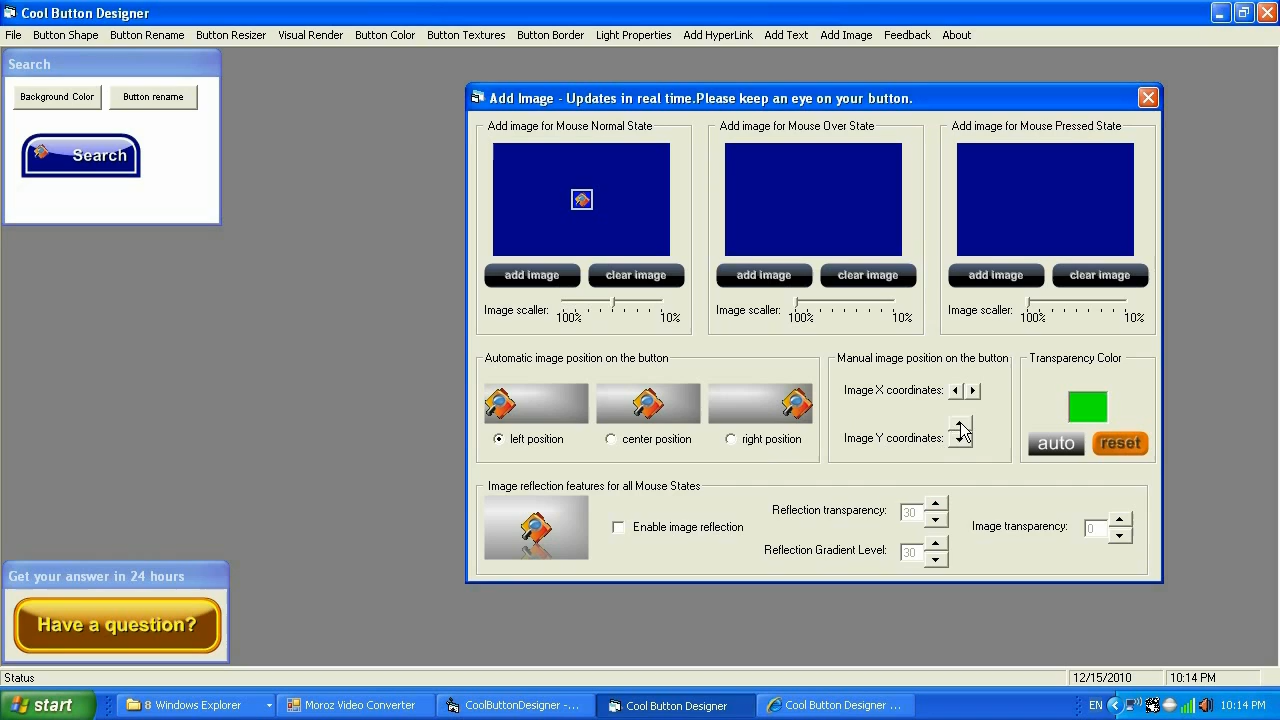 Cool Button Designer
File Button Shape Button Rename Button Resizer Visual Render Button Color Button Textures Button Border Light Properties Add HyperLink Add Text Add Image Feedback About
Search
Background Color Button rename
Search
Add Image - Updates in real time.Please keep an eye on your button.
Add image for Mouse Normal State Add image for Mouse Over State Add image for Mouse Pressed State
add image clear image add image clear image add image clear image
Image scaller: 100% 10% Image scaller: 100% 10% Image scaller: 100% 10%
Automatic image position on the button Manual image position on the button Transparency Color
Image X coordinates:
left position center position right position Image Y coordinates: auto reset
Image reflection features for all Mouse States
Reflection transparency: 30
Enable image reflection Image transparency: 0
Reflection Gradient Level: 30
Get your answer in 24 hours
Have a question?
Status 12/15/2010 10:14 PM
start 8 Windows Explorer Moroz Video Converter CoolButtonDesigner -... Cool Button Designer Cool Button Designer ... EN 10:14 PM